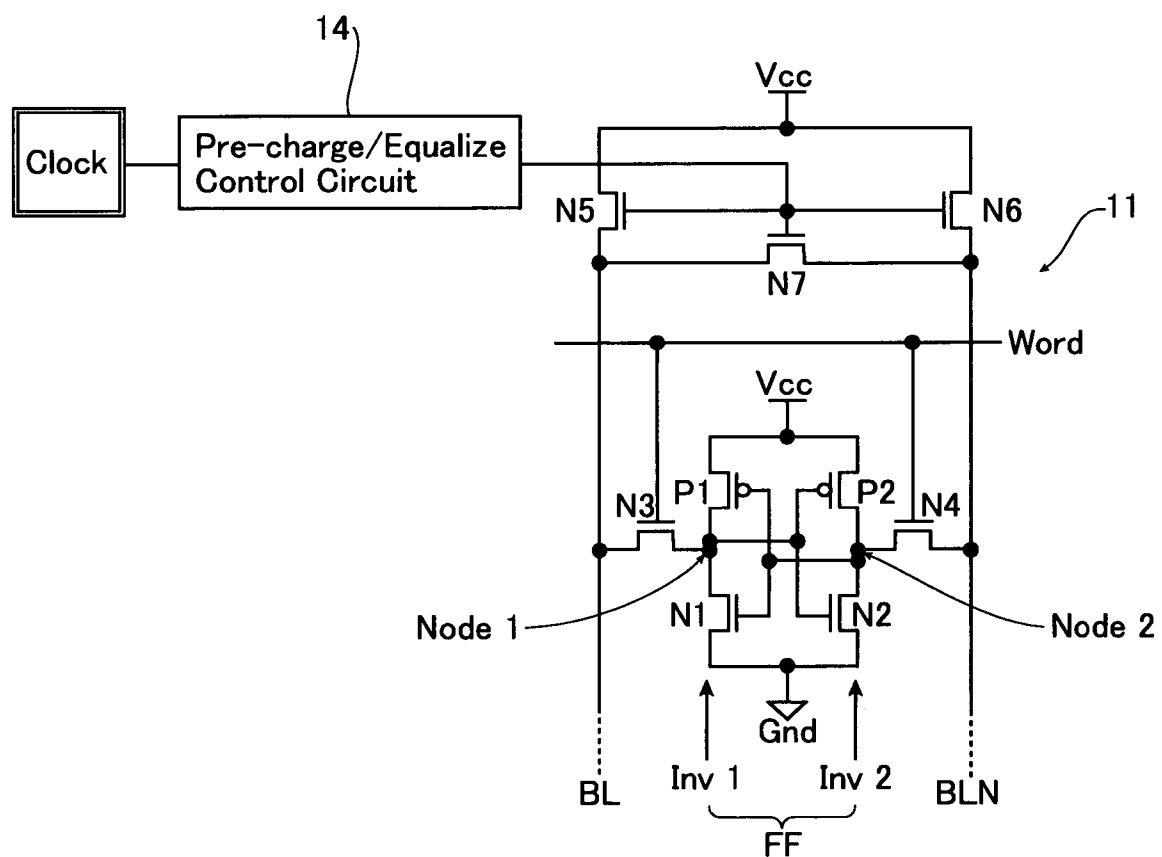 14
Vcc
Clock
Pre-charge/Equalize
Control Circuit
N5
N6
11
N7
Word
Vcc
N3
P1
P2
N4
N1
N2
Node 1
Node 2
Gnd
BL
Inv 1
Inv 2
BLN
FF